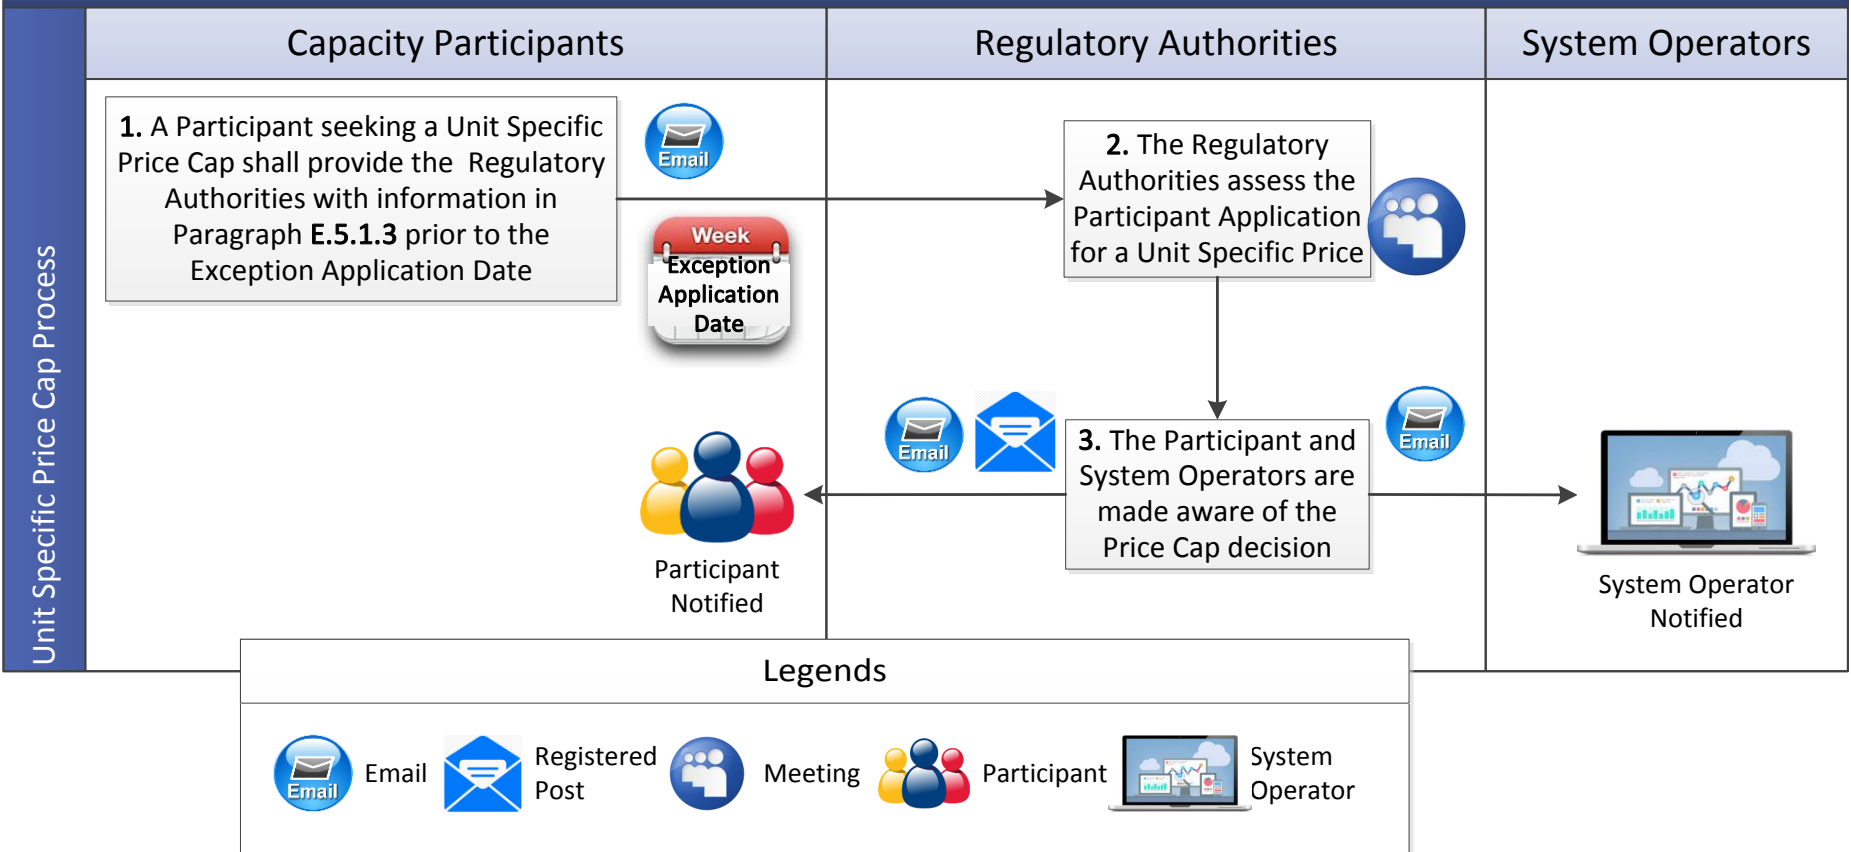 Capacity Participants
Regulatory Authorities
System Operators
Unit Specific Price Cap Process
1. A Participant seeking a Unit Specific
Price Cap shall provide the Regulatory
Authorities with information in
Paragraph E.5.1.3 prior to the
Exception Application Date
Email
Week
Exception
Application
Date
2. The Regulatory
Authorities assess the
Participant Application
for a Unit Specific Price
Email
3. The Participant and
System Operators are
made aware of the
Price Cap decision
Email
Participant
Notified
System Operator
Notified
Legends
Email
Email
Registered
Post
Meeting
Participant
System
Operator